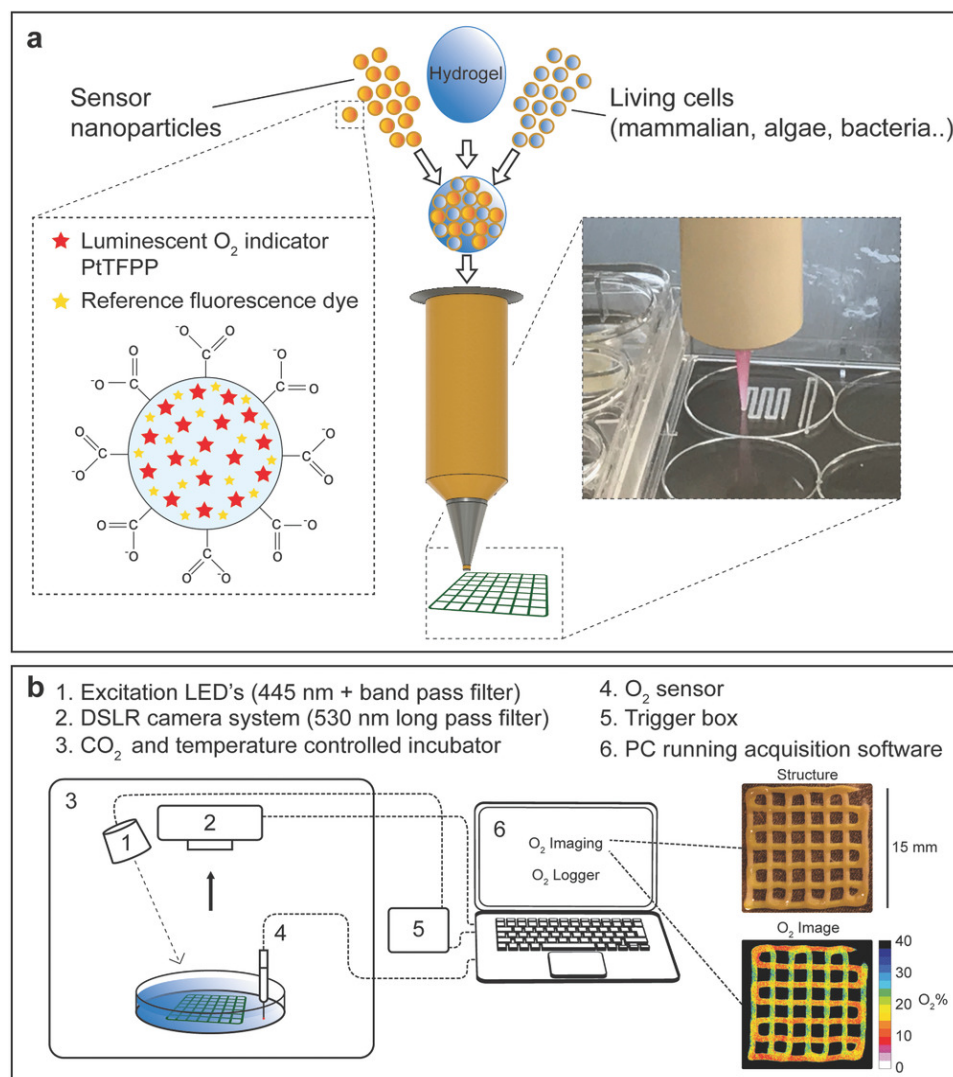 a
Hydrogel
Sensor
nanoparticles
Living cells
(mammalian, algae, bacteria..)
Luminescent O₂ indicator
PtTFPP
Reference fluorescence dye
⁻O O
C
⁻O O
C
O
C
O⁻
⁻O
C
O
O
C
O⁻
O
C
O⁻
O
C
⁻O
C
⁻O O
O
C
O⁻
b
1. Excitation LED's (445 nm + band pass filter)
2. DSLR camera system (530 nm long pass filter)
3. CO₂ and temperature controlled incubator
4. O₂ sensor
5. Trigger box
6. PC running acquisition software
3
1
2
4
5
6
O₂ Imaging
O₂ Logger
Structure
15 mm
O₂ Image
40
30
20
10
0
O₂%